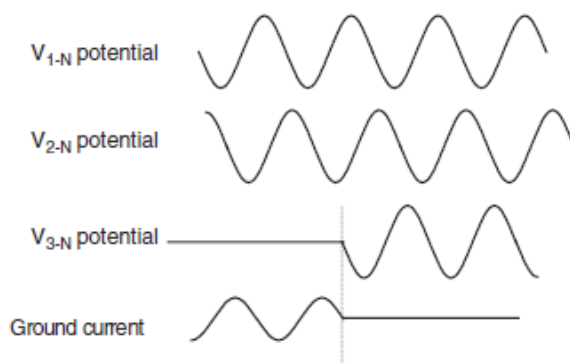 V1-N potential
V2-N potential
V3-N potential
Ground current